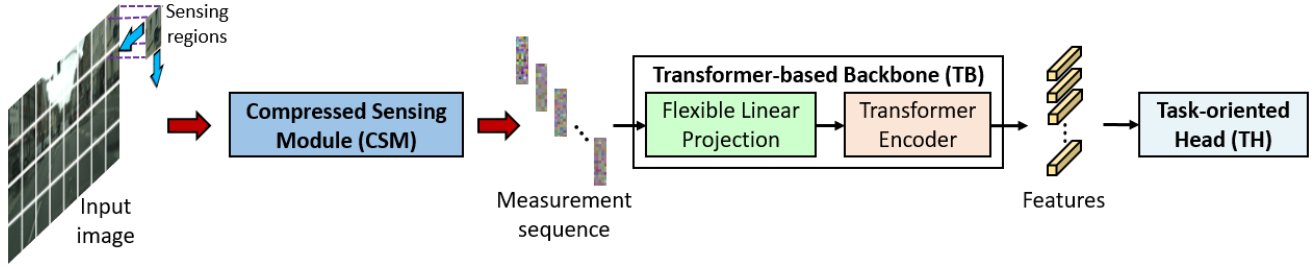 Sensing
regions
Input
image
Compressed Sensing
Module (CSM)
Measurement
sequence
Transformer-based Backbone (TB)
Flexible Linear
Projection
Transformer
Encoder
Features
Task-oriented
Head (TH)